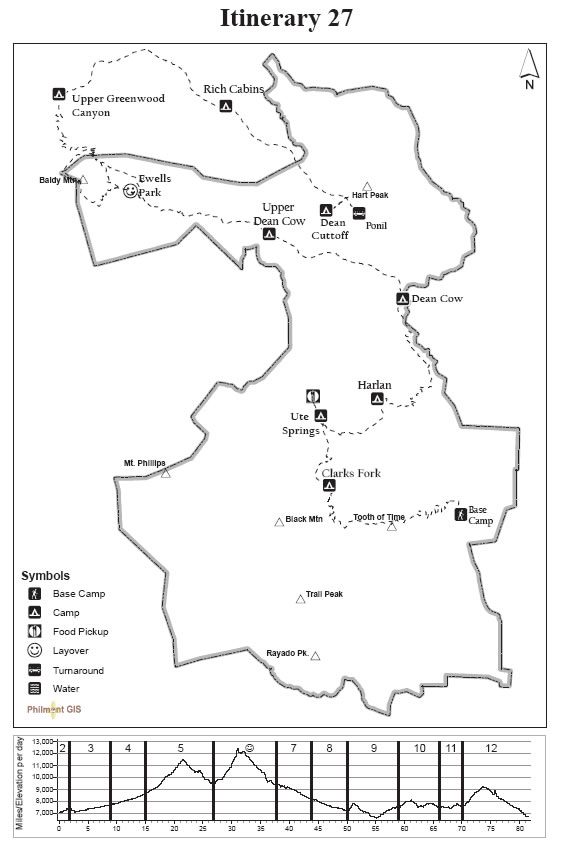 Itinerary 27
N
Rich Cabins
Upper Greenwood
Canyon
Baldy Mtn.
Ewells
Park
Hart Peak
Upper
Dean Cow
Dean
Cuttoff
Ponil
Dean Cow
Harlan
Ute
Springs
Mt. Phillips
Clarks Fork
Black Mtn
Tooth of Time
Base
Camp
Trail Peak
Rayado Pk.
Symbols
Base Camp
Camp
Food Pickup
Layover
Turnaround
Water
Philmont GIS
Miles/Elevation per day
13,000
12,000
11,000
10,000
9,000
8,000
7,000
2 3 4 5 7 8 9 10 11 12
0 5 10 15 20 25 30 35 40 45 50 55 60 65 70 75 80